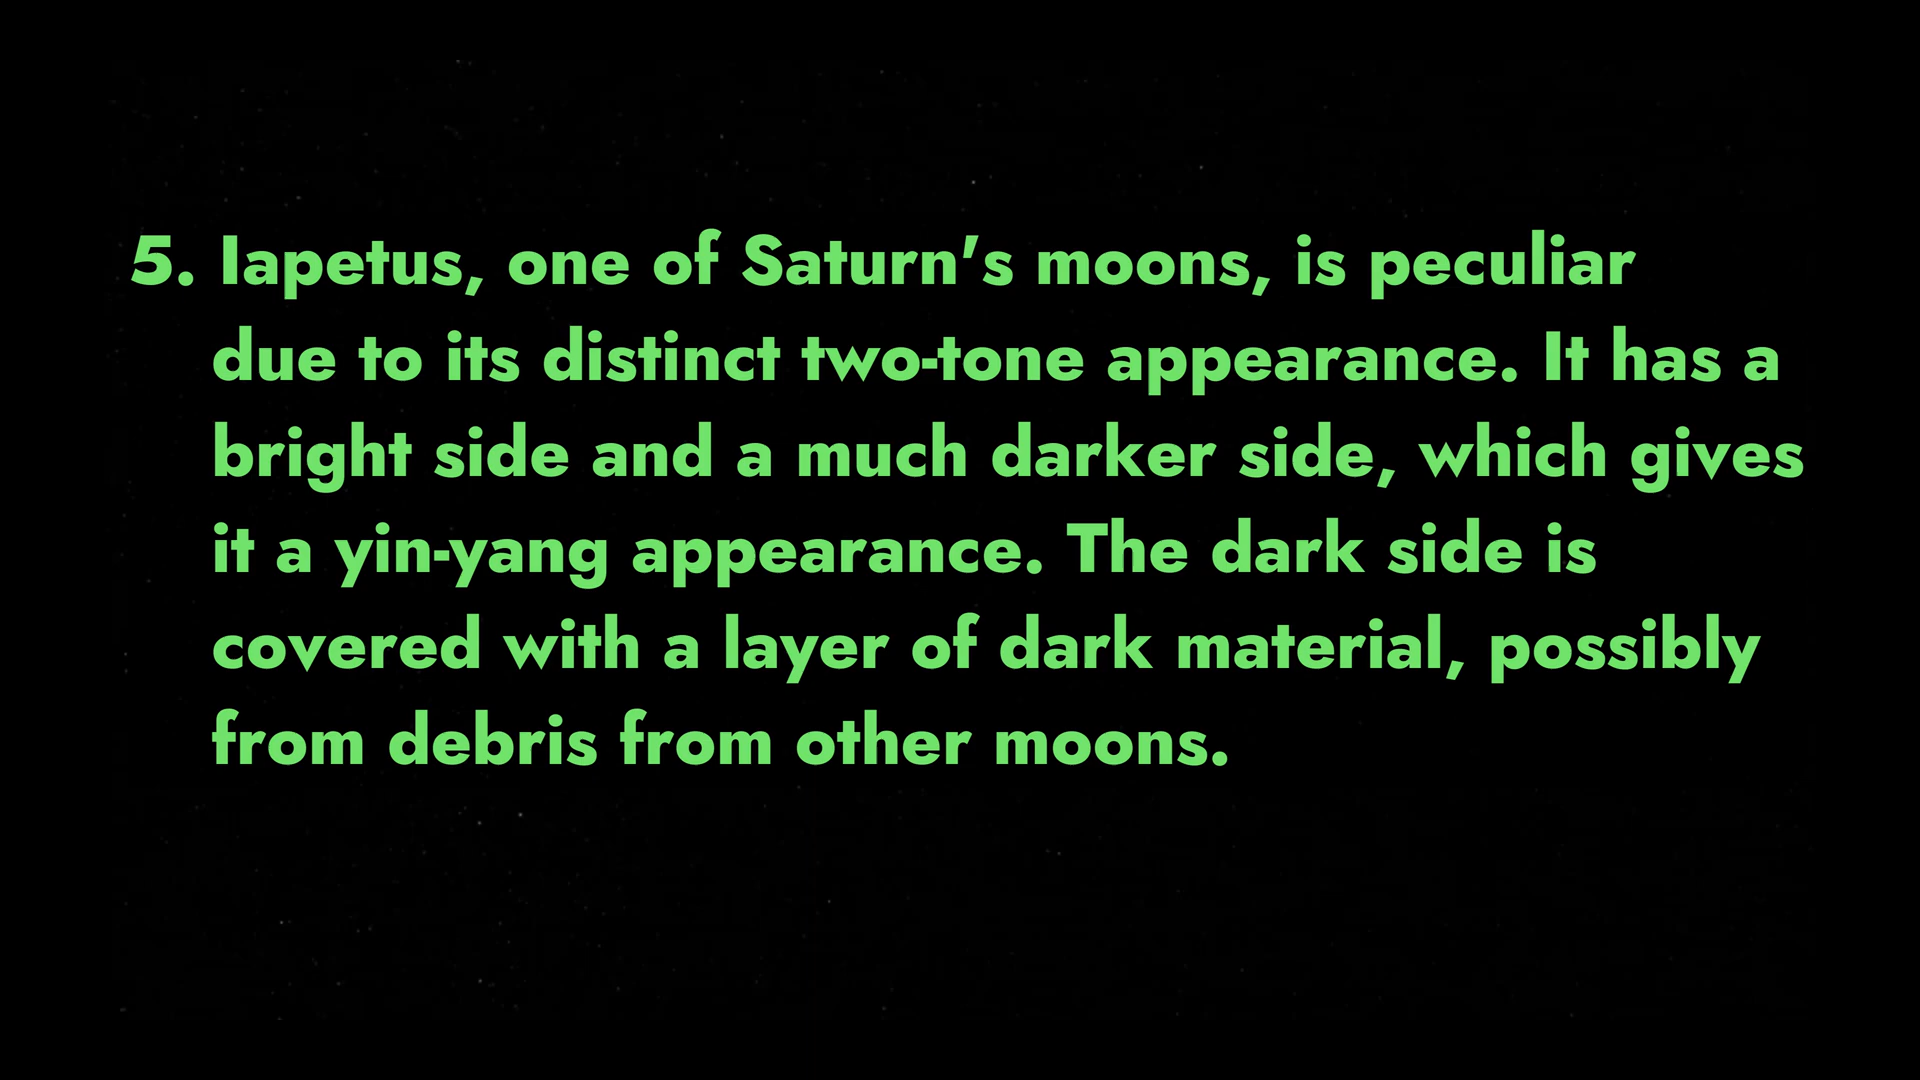 5. Iapetus, one of Saturn's moons, is peculiar
due to its distinct two-tone appearance. It has a
bright side and a much darker side, which gives
it a yin-yang appearance. The dark side is
covered with a layer of dark material, possibly
from debris from other moons.